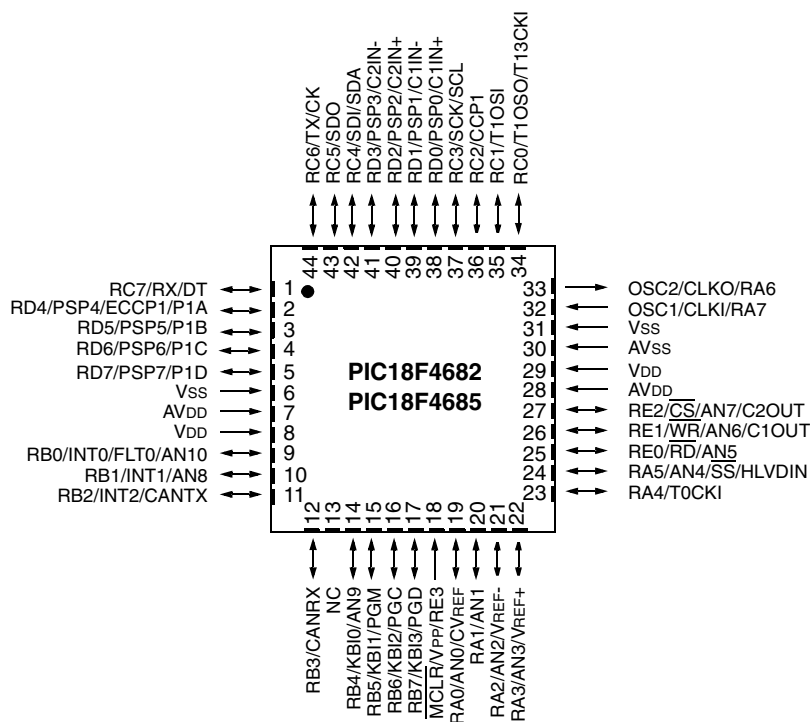 RC6/TX/CK
RC5/SDO
RC4/SDI/SDA
RD3/PSP3/C2IN-
RD2/PSP2/C2IN+
RD1/PSP1/C1IN-
RD0/PSP0/C1IN+
RC3/SCK/SCL
RC2/CCP1
RC1/T1OSI
RC0/T1OSO/T13CKI
44
43
42
41
40
39
38
37
36
35
34
RC7/RX/DT 1
RD4/PSP4/ECCP1/P1A 2
RD5/PSP5/P1B 3
RD6/PSP6/P1C 4
RD7/PSP7/P1D 5
VSS 6
AVDD 7
VDD 8
RB0/INT0/FLT0/AN10 9
RB1/INT1/AN8 10
RB2/INT2/CANTX 11
PIC18F4682
PIC18F4685
33 OSC2/CLKO/RA6
32 OSC1/CLKI/RA7
31 VSS
30 AVSS
29 VDD
28 AVDD
27 RE2/CS/AN7/C2OUT
26 RE1/WR/AN6/C1OUT
25 RE0/RD/AN5
24 RA5/AN4/SS/HLVDIN
23 RA4/T0CKI
12
13
14
15
16
17
18
19
20
21
22
RB3/CANRX
NC
RB4/KBI0/AN9
RB5/KBI1/PGM
RB6/KBI2/PGC
RB7/KBI3/PGD
MCLR/VPP/RE3
RA0/AN0/CVREF
RA1/AN1
RA2/AN2/VREF-
RA3/AN3/VREF+